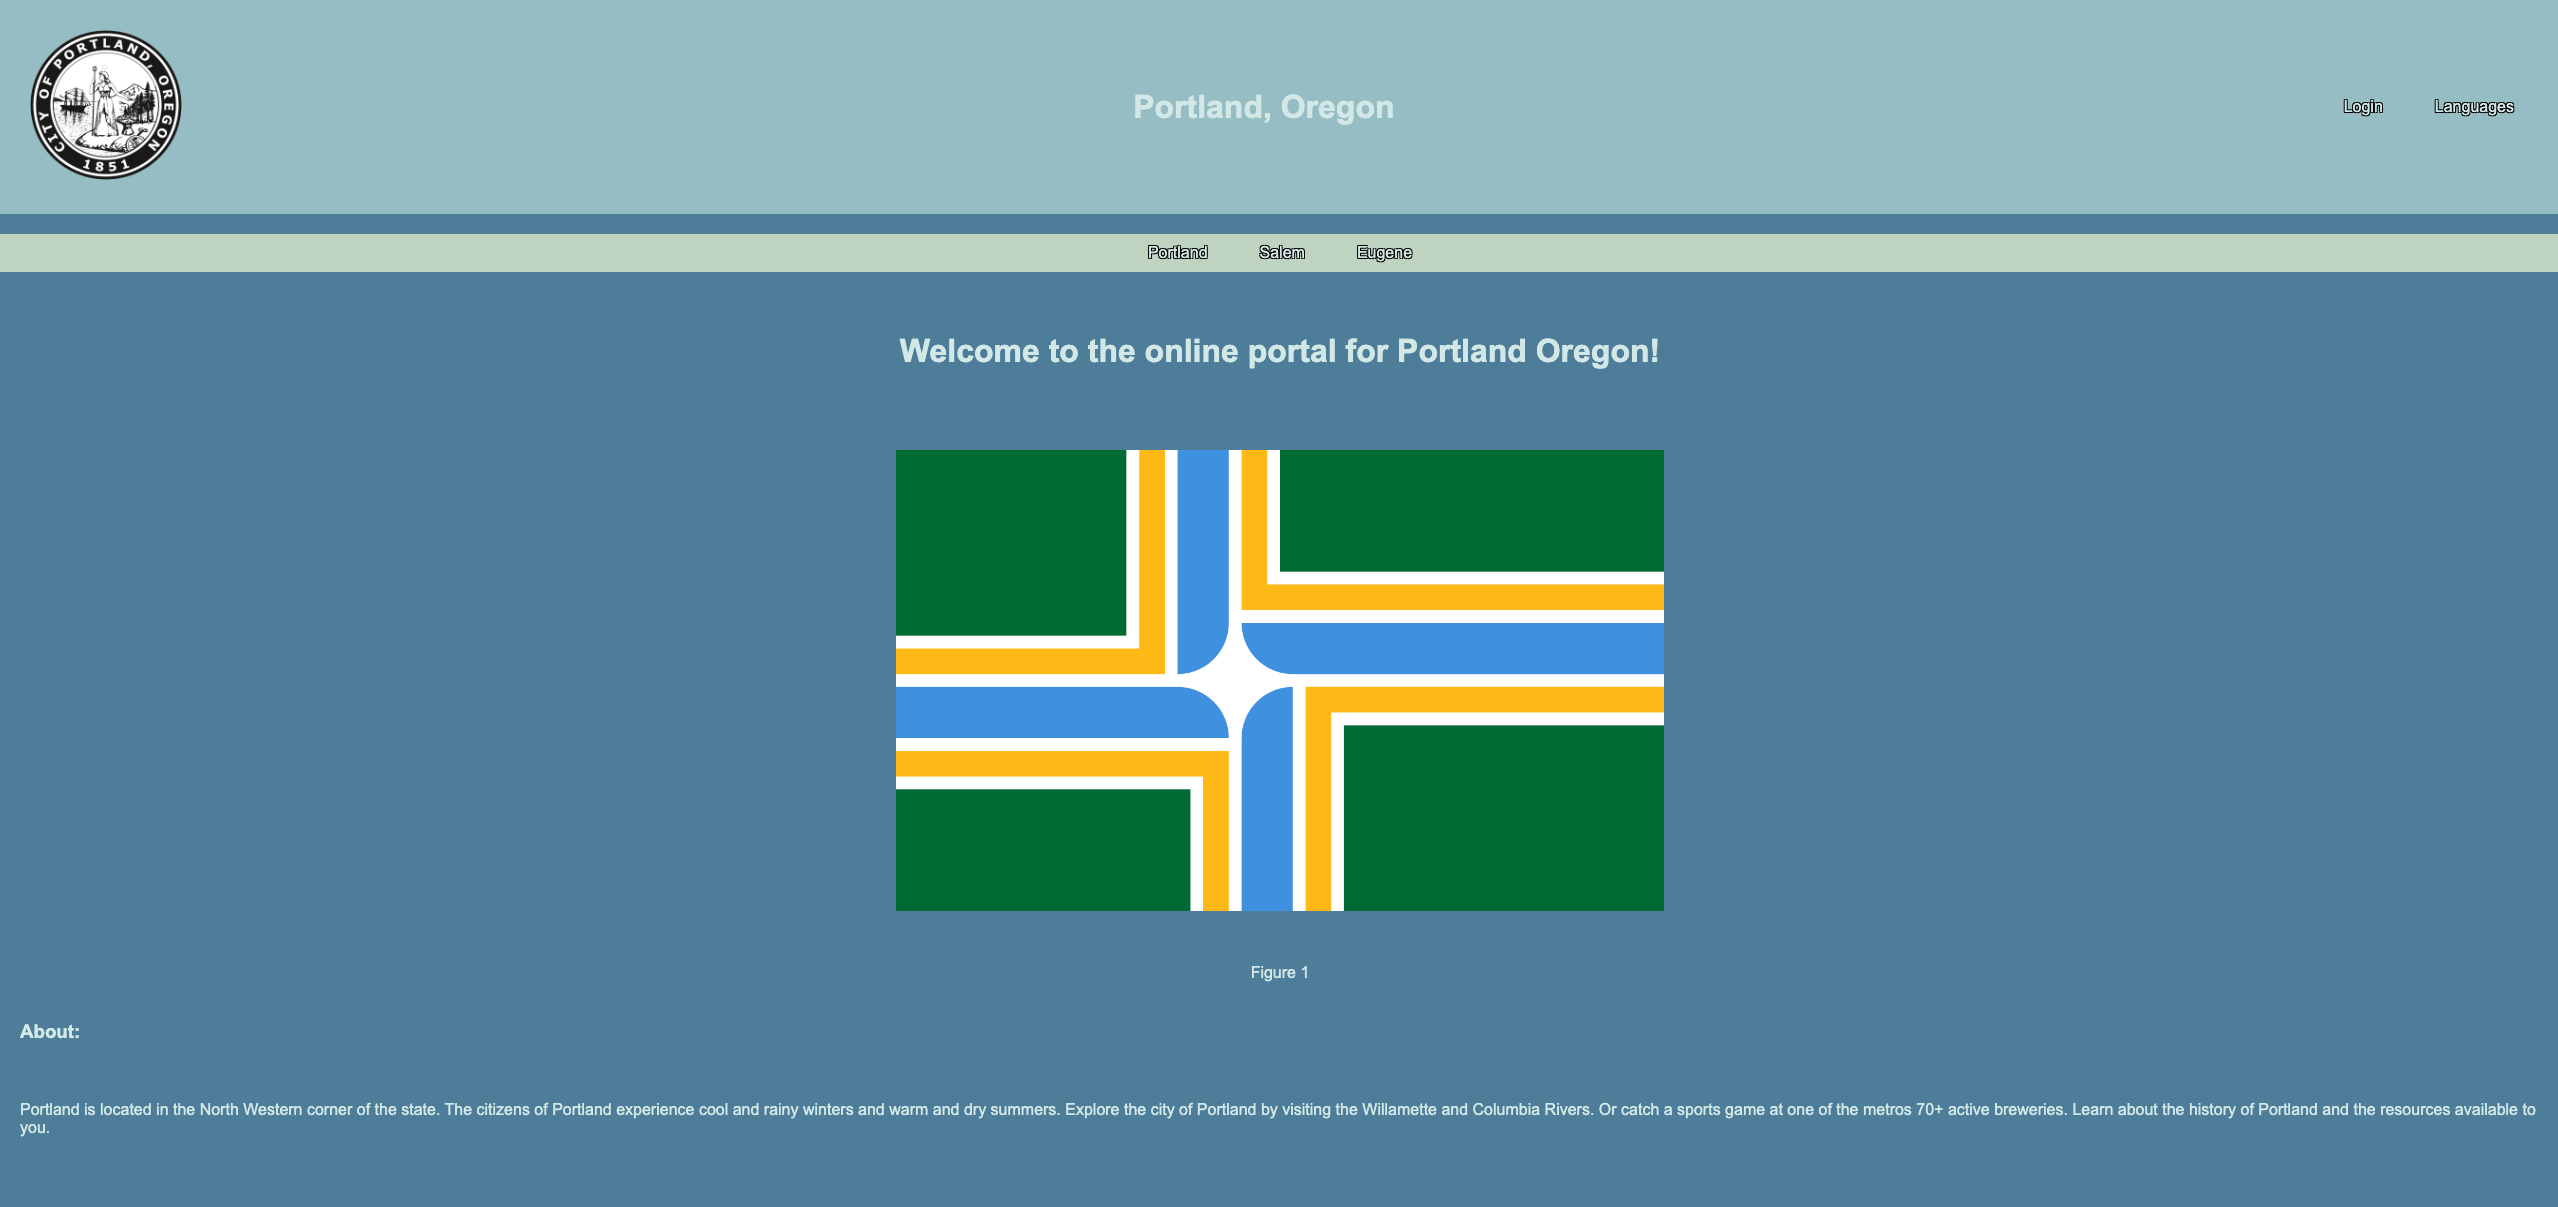 CITY OF PORTLAND, OREGON
1851
Portland, Oregon
Login
Languages
Portland
Salem
Eugene
Welcome to the online portal for Portland Oregon!
Figure 1
About:
Portland is located in the North Western corner of the state. The citizens of Portland experience cool and rainy winters and warm and dry summers. Explore the city of Portland by visiting the Willamette and Columbia Rivers. Or catch a sports game at one of the metros 70+ active breweries. Learn about the history of Portland and the resources available to
you.